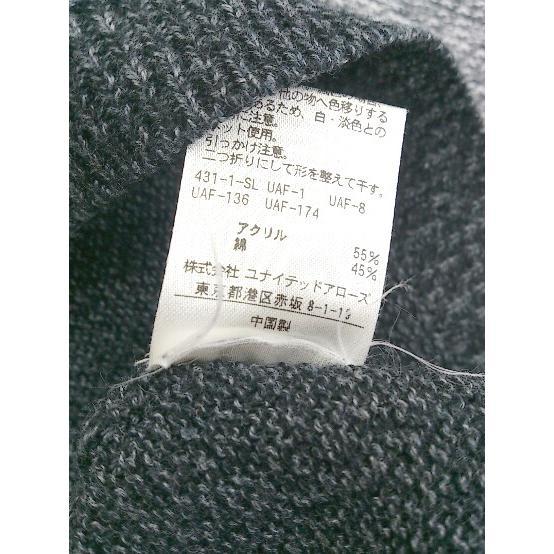 他の物へ色移りする
あるため、白・淡色との
に注意。
ネット使用。
引っかけ注意。
二つ折りにして形を整えて干す。
431-1-SL UAF-1 UAF-8
UAF-136 UAF-174
アクリル 55%
綿 45%
株式会社 ユナイテッドアローズ
東京都港区赤坂8-1-19
中国製